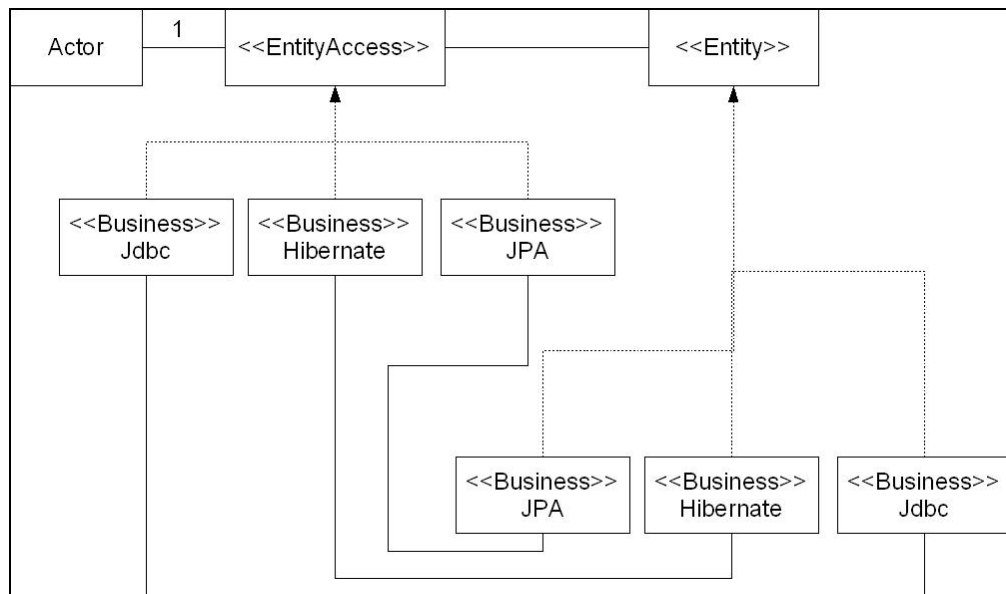 Actor
1
<<EntityAccess>>
<<Entity>>
<<Business>>
Jdbc
<<Business>>
Hibernate
<<Business>>
JPA
<<Business>>
JPA
<<Business>>
Hibernate
<<Business>>
Jdbc